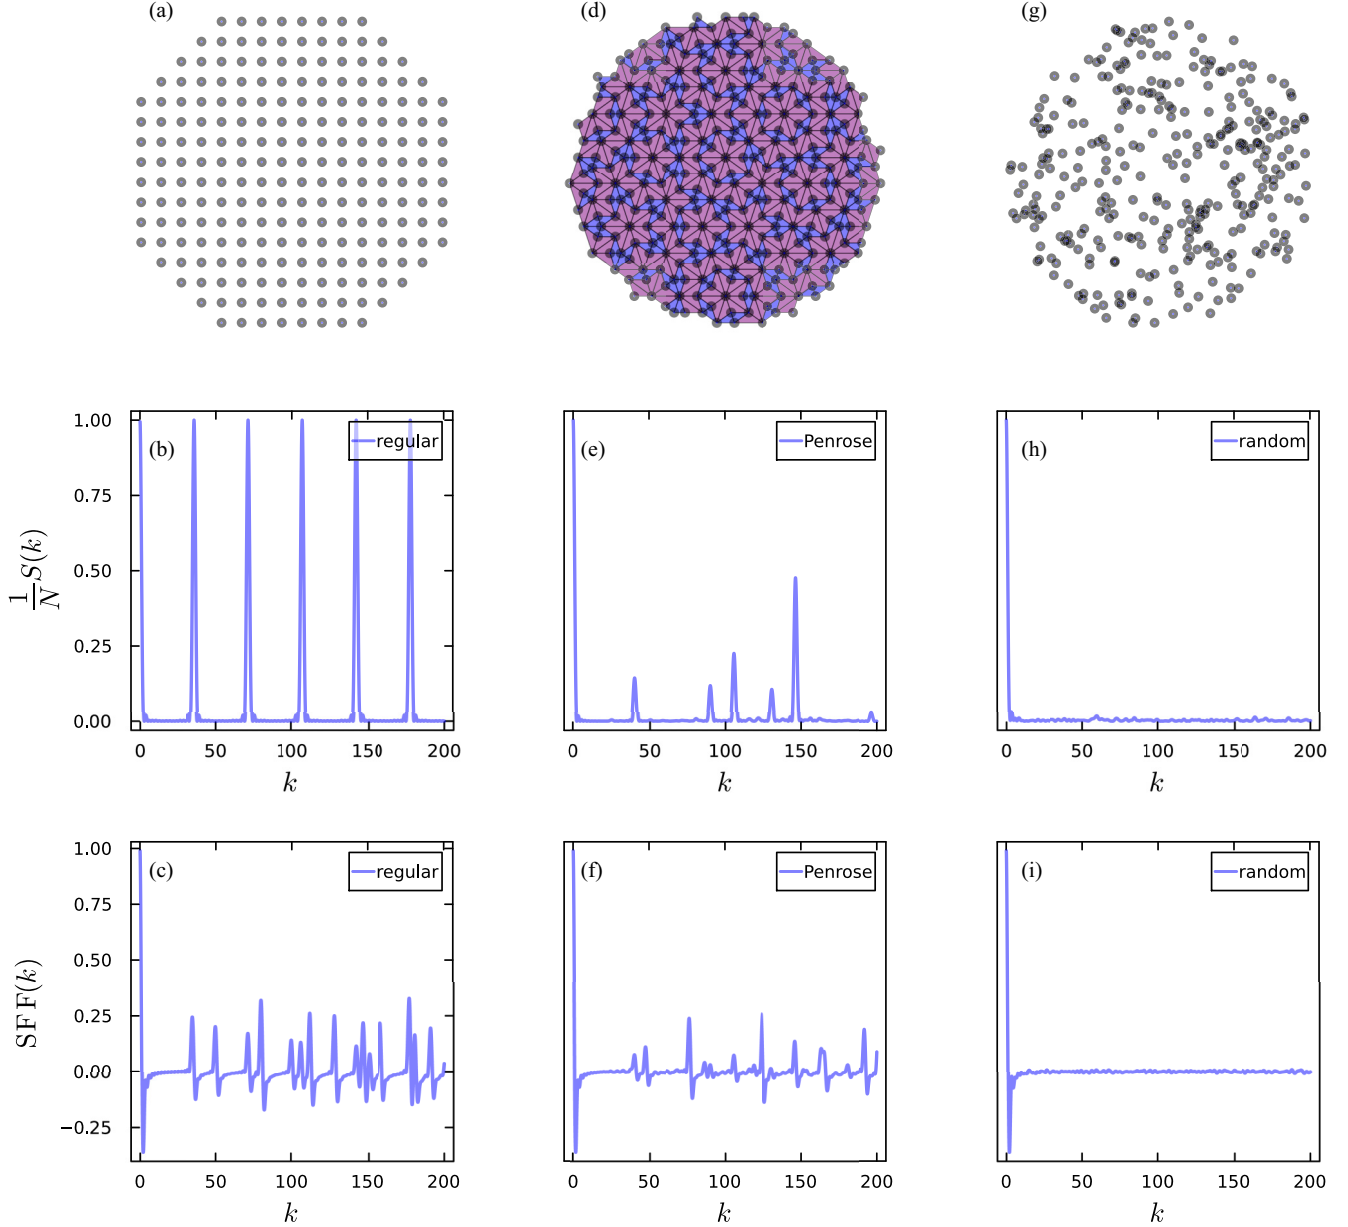 (a) (d) (g)
1.00
0.75
0.50
0.25
0.00
1/N S(k)
(b) regular
0 50 100 150 200
k
(e) Penrose
0 50 100 150 200
k
(h) random
0 50 100 150 200
k
1.00
0.75
0.50
0.25
0.00
−0.25
SFF(k)
(c) regular
0 50 100 150 200
k
(f) Penrose
0 50 100 150 200
k
(i) random
0 50 100 150 200
k